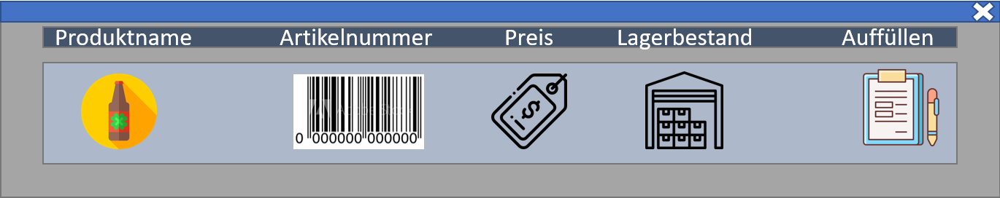 Produktname Artikelnummer Preis Lagerbestand Auffüllen
$
0 000000 000000